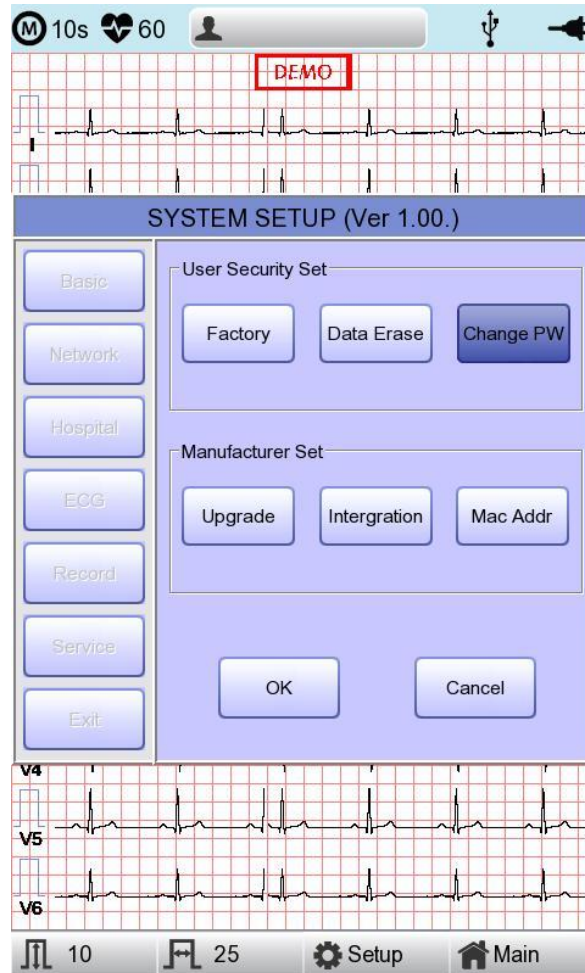 M 10s 60
DEMO
I
SYSTEM SETUP (Ver 1.00.)
Basic
Network
Hospital
ECG
Record
Service
Exit
User Security Set
Factory Data Erase Change PW
Manufacturer Set
Upgrade Intergration Mac Addr
OK Cancel
V4
V5
V6
10 25 Setup Main